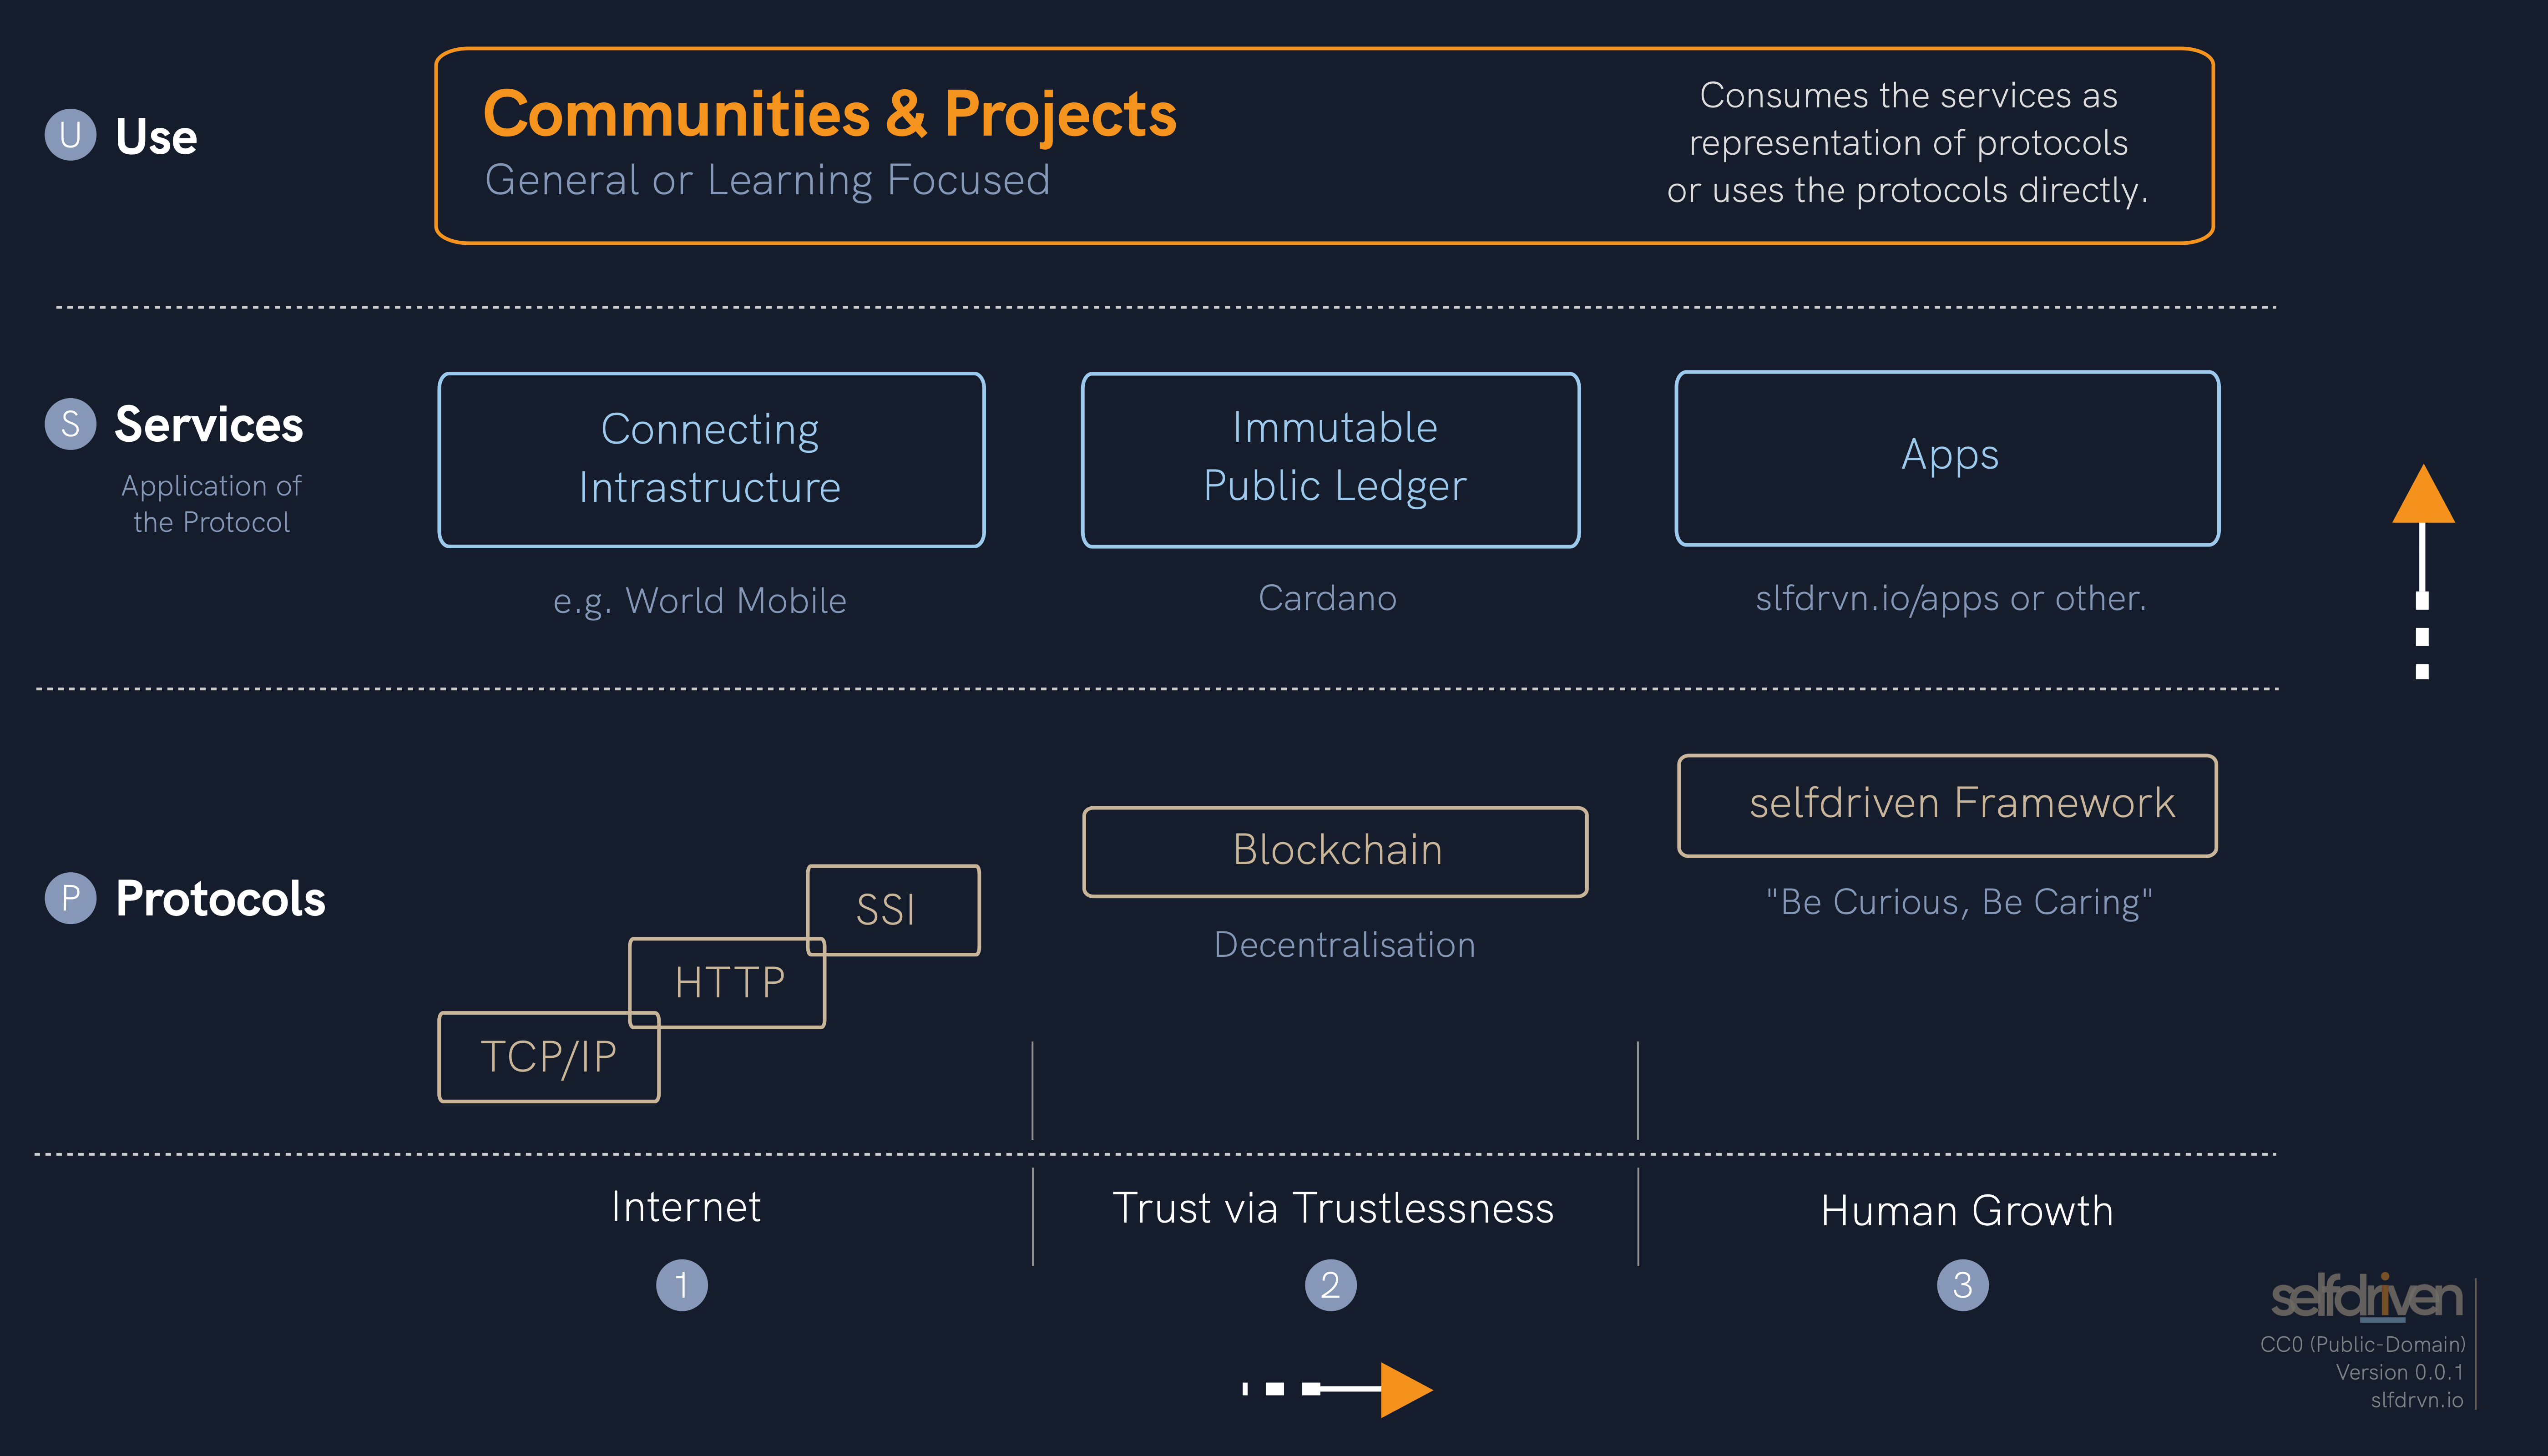 U Use
Communities & Projects
General or Learning Focused
Consumes the services as
representation of protocols
or uses the protocols directly.
S Services
Application of
the Protocol
Connecting
Intrastructure
e.g. World Mobile
Immutable
Public Ledger
Cardano
Apps
slfdrvn.io/apps or other.
P Protocols
TCP/IP
HTTP
SSI
Blockchain
Decentralisation
selfdriven Framework
"Be Curious, Be Caring"
Internet
1
Trust via Trustlessness
2
Human Growth
3
selfdriven
CC0 (Public-Domain)
Version 0.0.1
slfdrvn.io